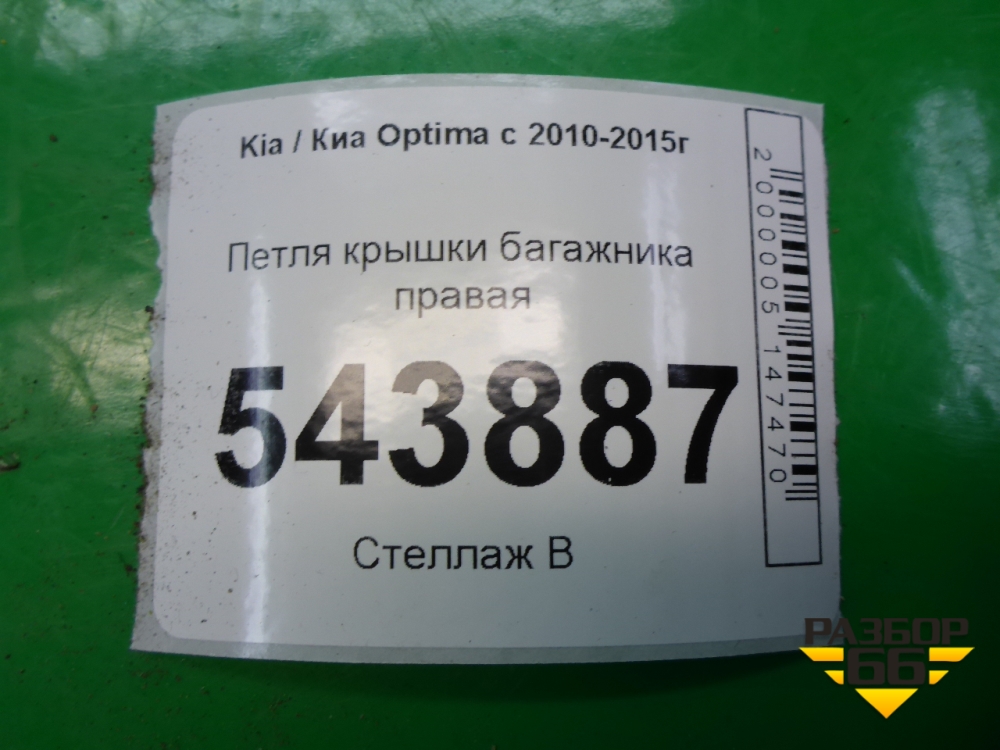 Kia / Киа Optima с 2010-2015г
Петля крышки багажника
правая
543887
Стеллаж В
2000005147470
РАЗБОР
66